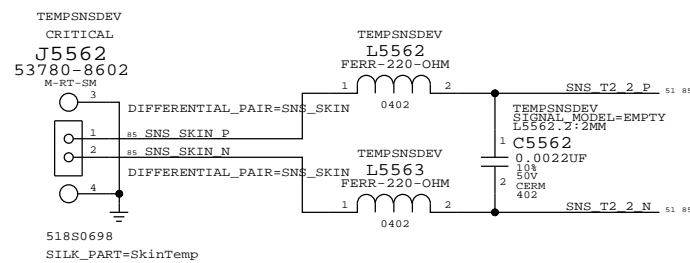 TEMPSNSDEV
CRITICAL
J5562
53780-8602
M-RT-SM
3
1
2
4
DIFFERENTIAL_PAIR=SNS_SKIN
85 SNS_SKIN_P
85 SNS_SKIN_N
DIFFERENTIAL_PAIR=SNS_SKIN
518S0698
SILK_PART=SkinTemp
TEMPSNSDEV
L5562
FERR-220-OHM
1 2
0402
TEMPSNSDEV
L5563
FERR-220-OHM
1 2
0402
SNS_T2_2_P 51 85
TEMPSNSDEV
SIGNAL_MODEL=EMPTY
L5562.2:2MM
1 C5562
0.0022UF
10%
50V
2 CERM
402
SNS_T2_2_N 51 85